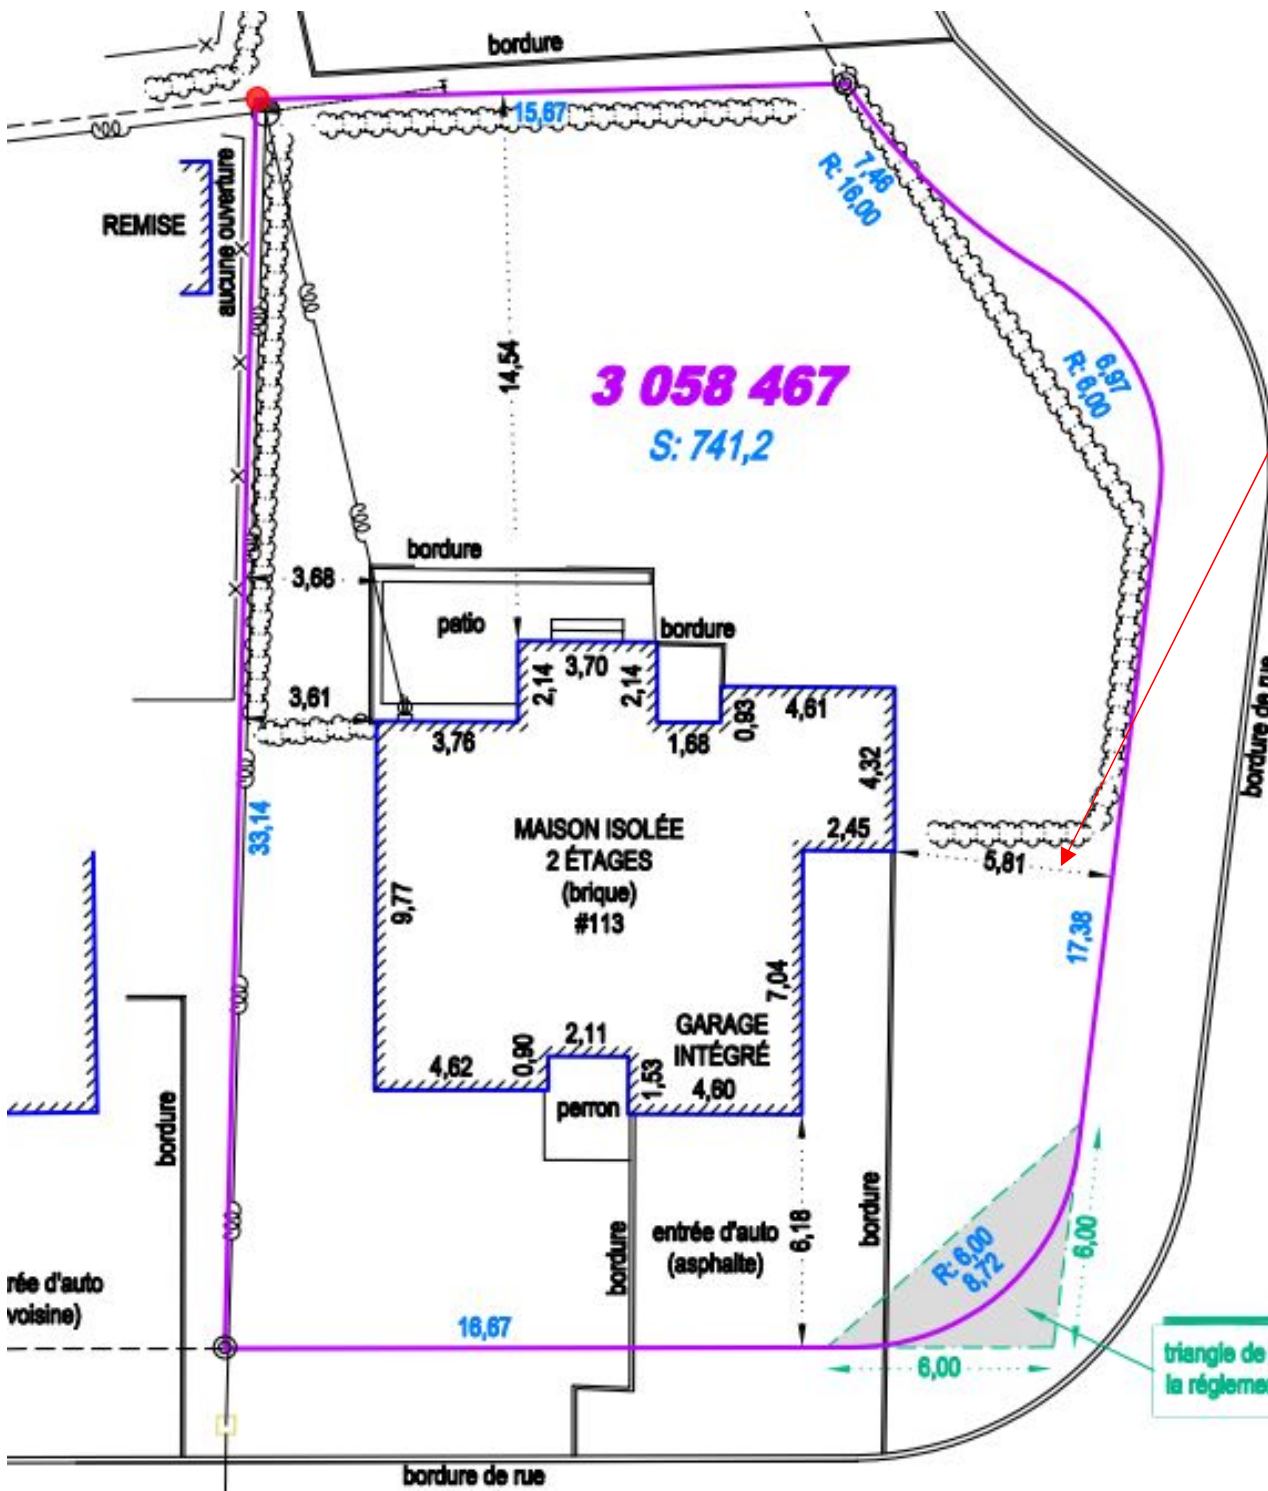 bordure
15,67
7,46
R: 16,00
REMISE
aucune ouverture
14,54
3 058 467
S: 741,2
6,97
R: 6,00
bordure
3,68
patio
bordure
3,70
2,14
2,14
3,61
3,76
1,68
0,93
4,61
4,32
bordure de rue
33,14
MAISON ISOLÉE
2 ÉTAGES
(brique)
#113
2,45
5,81
9,77
17,38
7,04
GARAGE
INTÉGRÉ
2,11
0,90
4,62
1,53
4,60
perron
bordure
6,18
bordure
entrée d'auto
(asphalte)
bordure
R: 6,00
8,72
6,00
rée d'auto
voisine)
16,67
6,00
triangle de
la régleme
bordure de rue